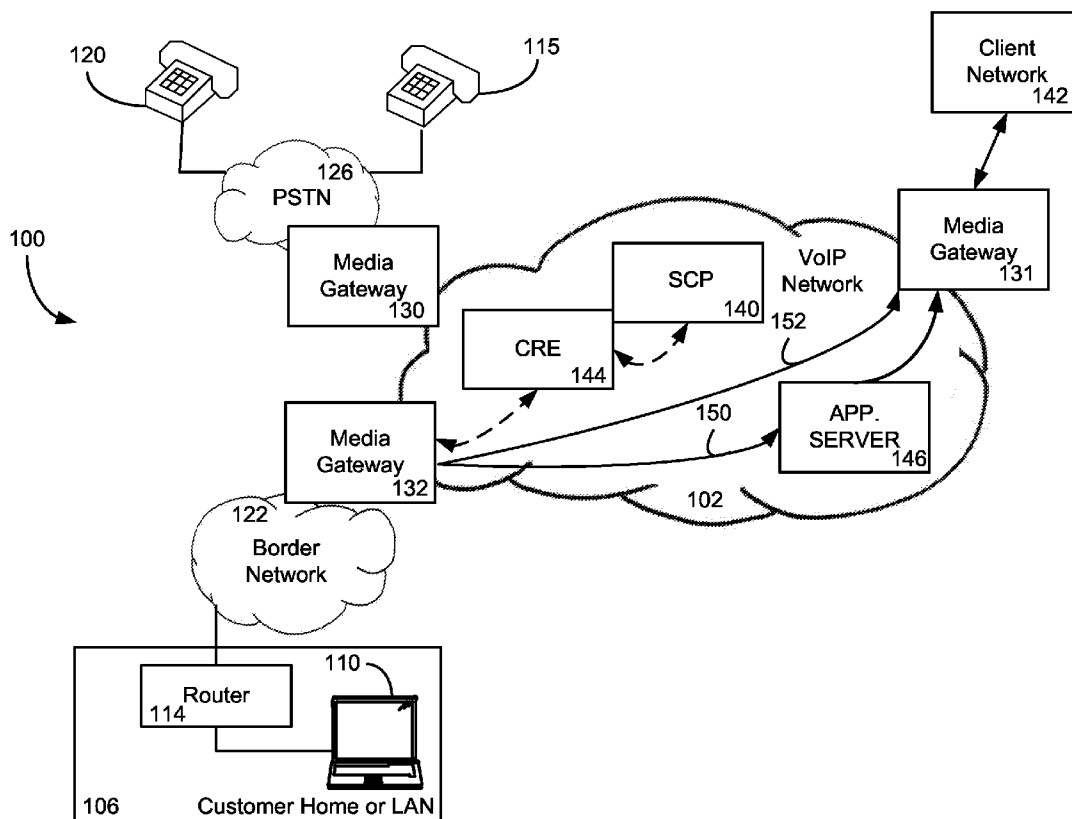 120
115
Client
Network
142
126
PSTN
100
Media
Gateway
130
SCP
140
VoIP
Network
Media
Gateway
131
152
CRE
144
Media
Gateway
132
150
APP.
SERVER
146
102
122
Border
Network
110
Router
114
106
Customer Home or LAN